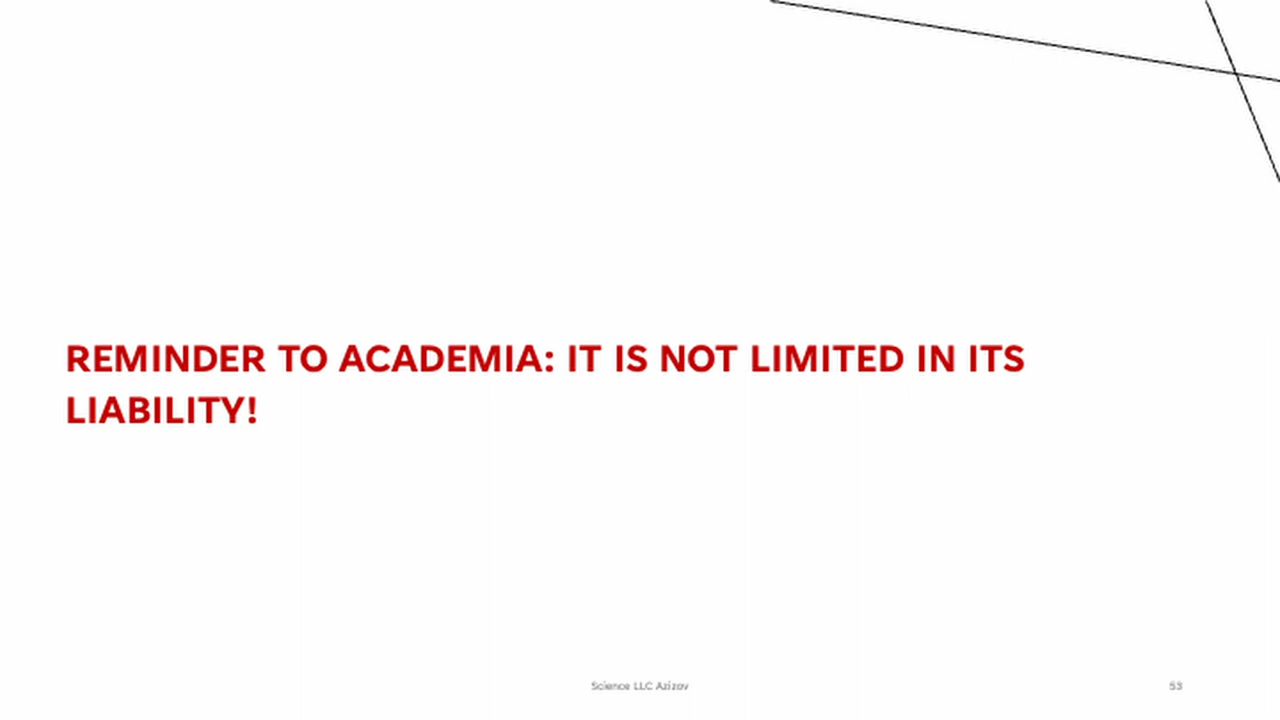 REMINDER TO ACADEMIA: IT IS NOT LIMITED IN ITS
LIABILITY!
Science LLC Azizov
53